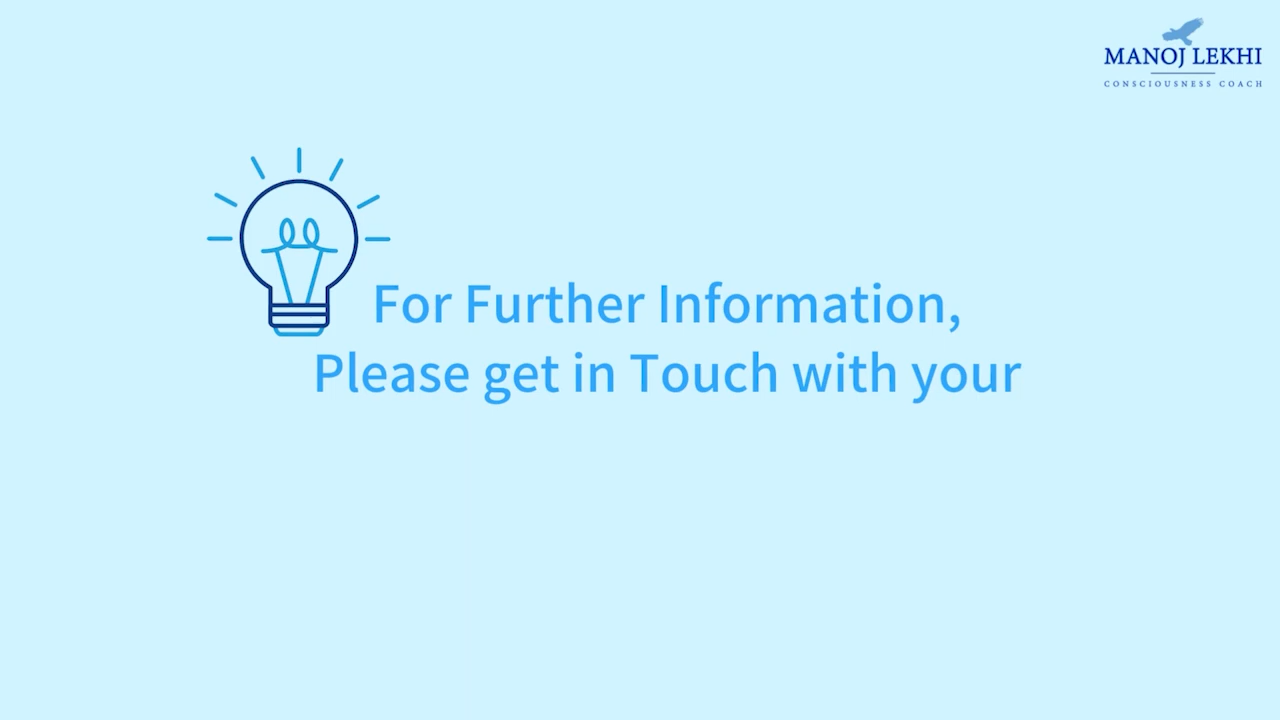 MANOJ LEKHI
CONSCIOUSNESS COACH
For Further Information,
Please get in Touch with your